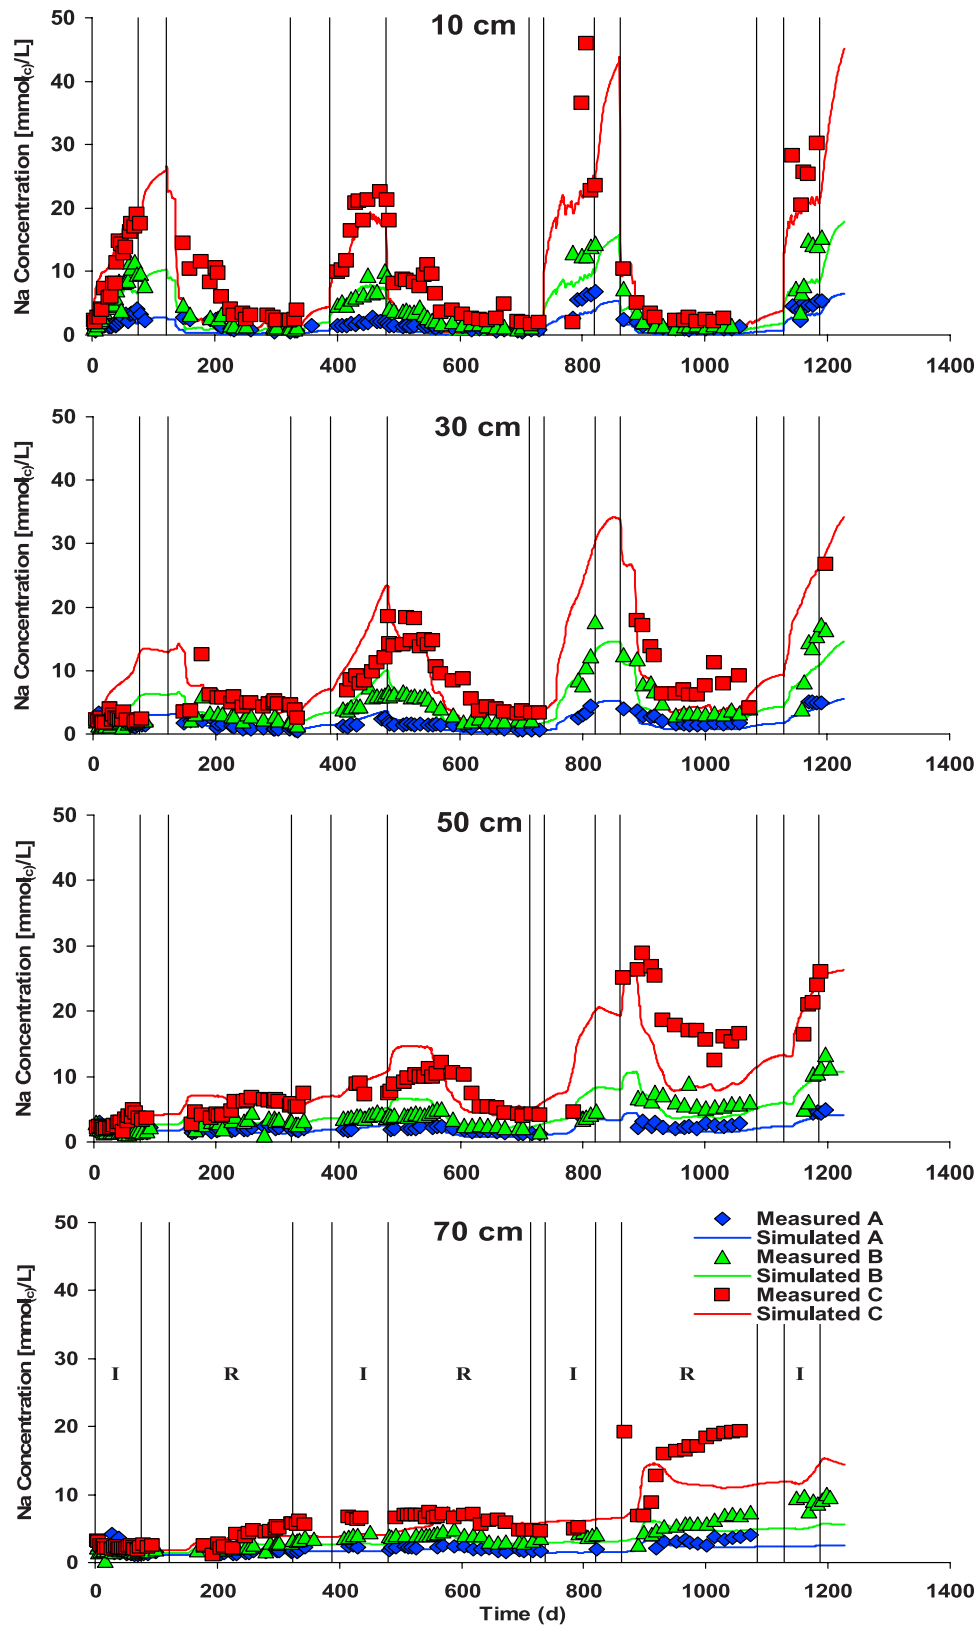 10 cm
Na Concentration [mmol(c)/L]
50
40
30
20
10
0
0 200 400 600 800 1000 1200 1400
30 cm
Na Concentration [mmol(c)/L]
50
40
30
20
10
0
0 200 400 600 800 1000 1200 1400
50 cm
Na Concentration [mmol(c)/L]
50
40
30
20
10
0
0 200 400 600 800 1000 1200 1400
70 cm
Na Concentration [mmol(c)/L]
50
40
30
20
10
0
Measured A
Simulated A
Measured B
Simulated B
Measured C
Simulated C
I R I R I R I
0 200 400 600 800 1000 1200 1400
Time (d)